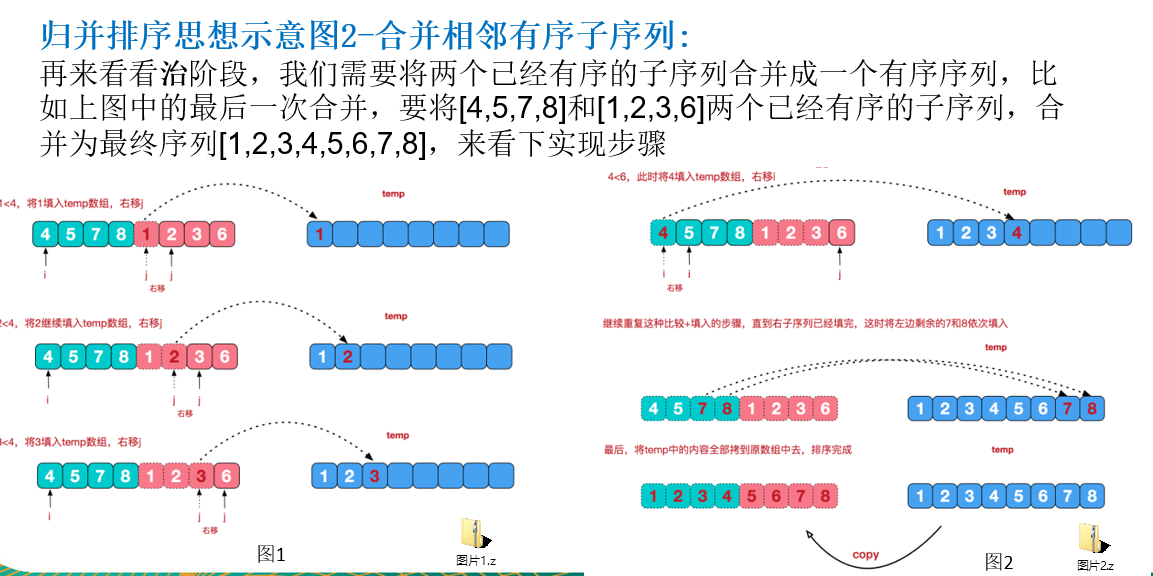 归并排序思想示意图2-合并相邻有序子序列:
再来看看治阶段，我们需要将两个已经有序的子序列合并成一个有序序列，比
如上图中的最后一次合并，要将[4,5,7,8]和[1,2,3,6]两个已经有序的子序列，合
并为最终序列[1,2,3,4,5,6,7,8]，来看下实现步骤
1<4，将1填入temp数组，右移j
temp
4 5 7 8 1 2 3 6
1
i j j
右移
2<4，将2继续填入temp数组，右移j
temp
4 5 7 8 1 2 3 6
1 2
i j j
右移
3<4，将3填入temp数组，右移j
temp
4 5 7 8 1 2 3 6
1 2 3
i j j
右移
图1
图片1.z
4<6，此时将4填入temp数组，右移i
temp
4 5 7 8 1 2 3 6
1 2 3 4
i i j
右移
继续重复这种比较+填入的步骤，直到右子序列已经填完，这时将左边剩余的7和8依次填入
temp
4 5 7 8 1 2 3 6
1 2 3 4 5 6 7 8
最后，将temp中的内容全部拷到原数组中去，排序完成
temp
1 2 3 4 5 6 7 8
1 2 3 4 5 6 7 8
copy
图2
图片2.z